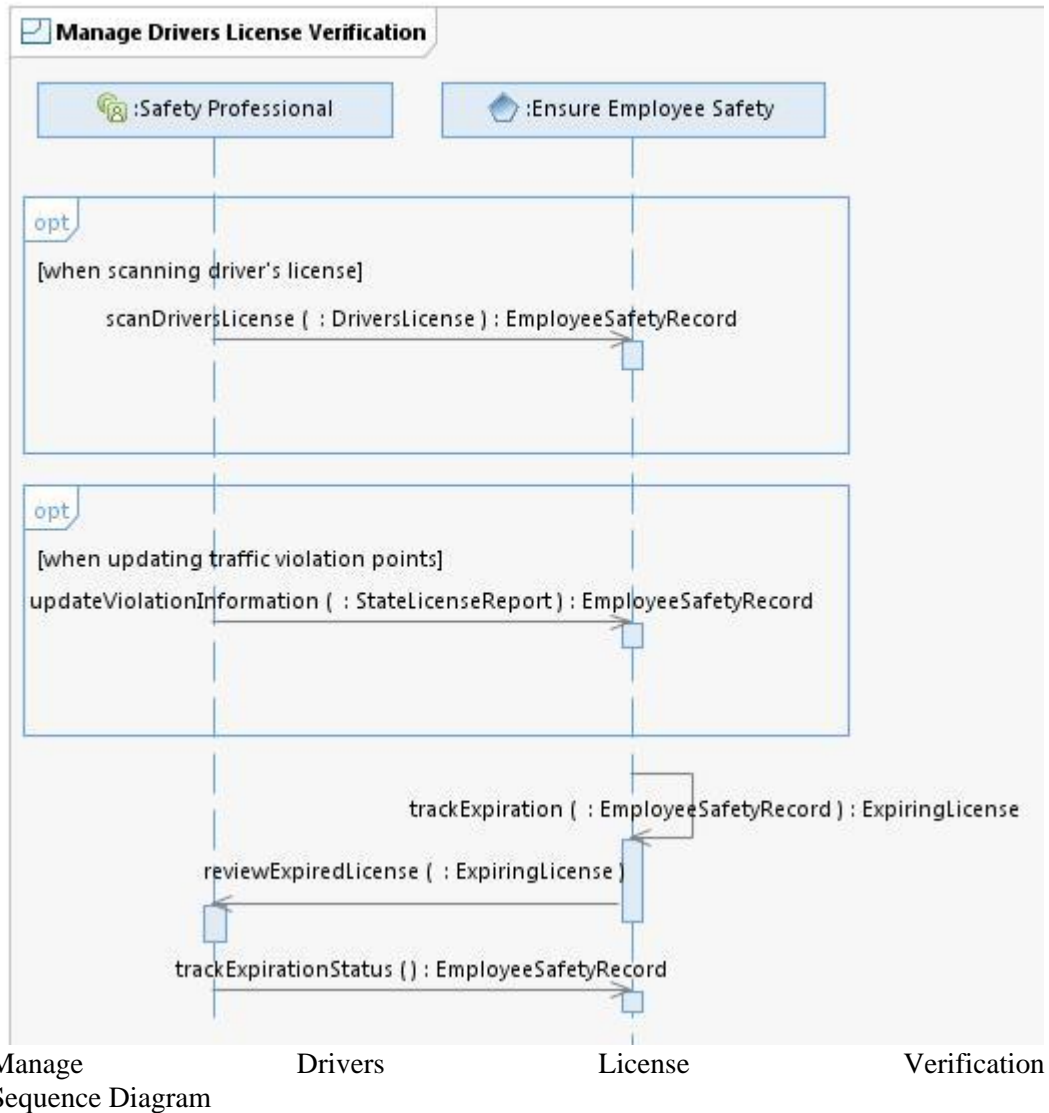 Manage Drivers License Verification
:Safety Professional
:Ensure Employee Safety
opt
[when scanning driver's license]
scanDriversLicense ( : DriversLicense ) : EmployeeSafetyRecord
opt
[when updating traffic violation points]
updateViolationInformation ( : StateLicenseReport ) : EmployeeSafetyRecord
trackExpiration ( : EmployeeSafetyRecord ) : ExpiringLicense
reviewExpiredLicense ( : ExpiringLicense )
trackExpirationStatus () : EmployeeSafetyRecord
Manage Drivers License Verification
Sequence Diagram